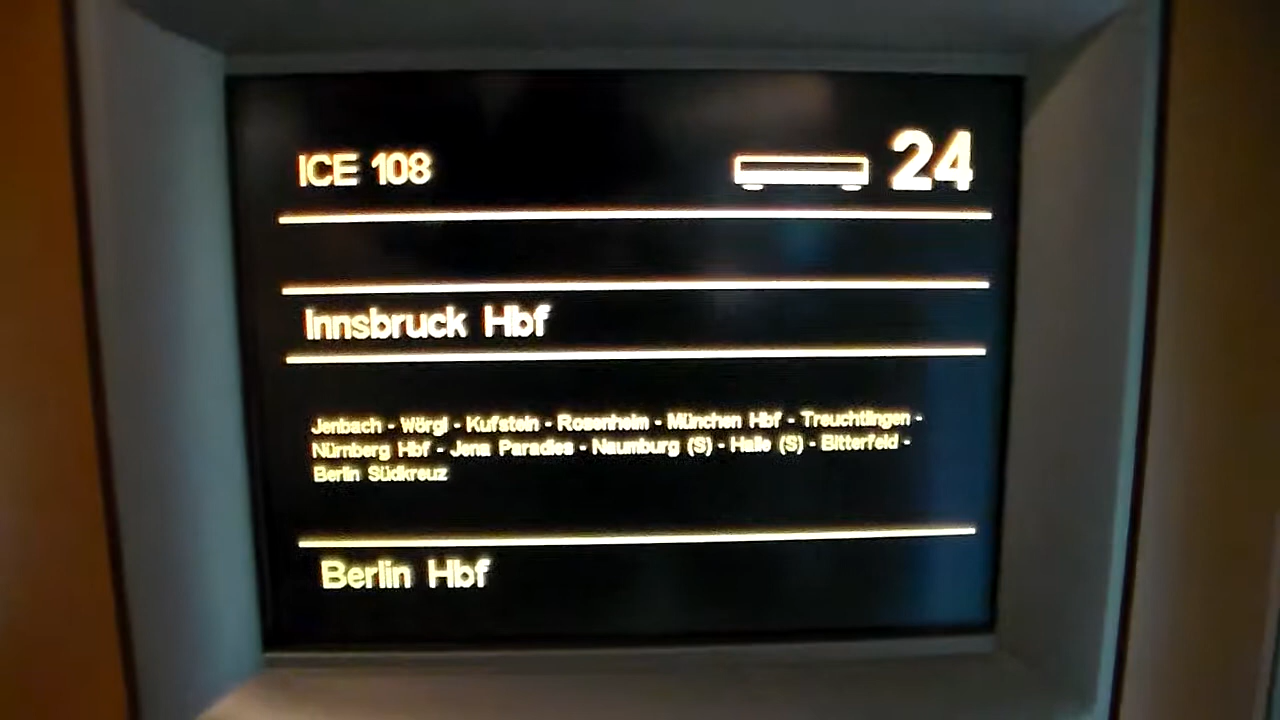 ICE 108
24
Innsbruck Hbf
Jenbach - Wörgl - Kufstein - Rosenheim - München Hbf - Treuchtlingen -
Nürnberg Hbf - Jena Paradies - Naumburg (S) - Halle (S) - Bitterfeld -
Berlin Südkreuz
Berlin Hbf